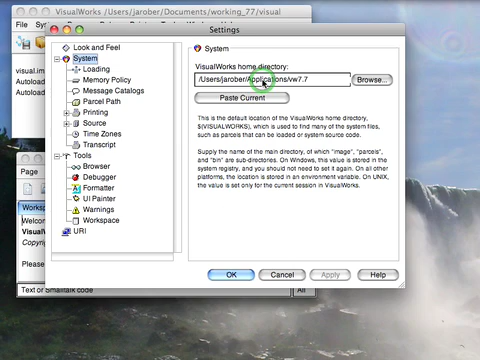 VisualWorks /Users/jarober/Documents/working_77/visual
File
Settings
visual.im
Autoload
Autoload
Page
Works
Welcom
VisualW
Copyrig
Please
Text or Smalltalk code
All
Look and Feel
System
Loading
Memory Policy
Message Catalogs
Parcel Path
Printing
Source
Time Zones
Transcript
Tools
Browser
Debugger
Formatter
UI Painter
Warnings
Workspace
URI
System
VisualWorks home directory:
/Users/jarober/Applications/vw7.7
Browse...
Paste Current
This is the default location of the VisualWorks home directory,
$(VISUALWORKS), which is used to find many of the system files,
such as parcels that can be loaded or system source code.
Supply the name of the main directory, of which "image", "parcels",
and "bin" are sub-directories. On Windows, this value is stored in
the system registry, and you should not need to set it again. On all other
platforms, the location is stored in an environment variable. On UNIX,
the value is set only for the current session in VisualWorks.
OK
Cancel
Apply
Help